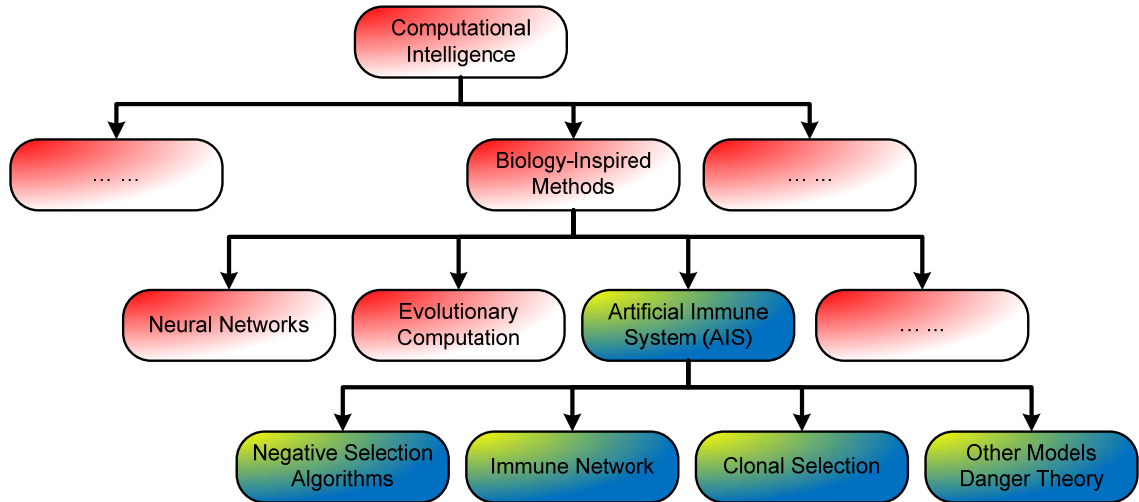 Computational
Intelligence
… …
Biology-Inspired
Methods
… …
Neural Networks
Evolutionary
Computation
Artificial Immune
System (AIS)
… …
Negative Selection
Algorithms
Immune Network
Clonal Selection
Other Models
Danger Theory